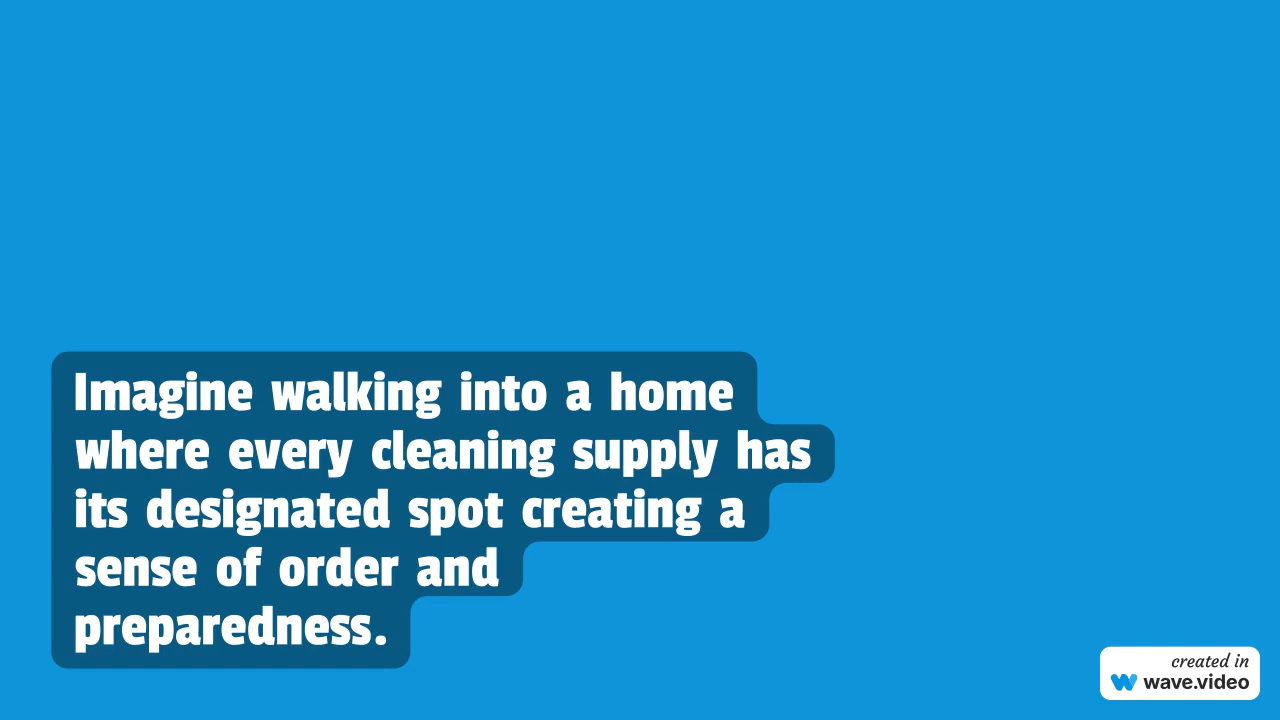 Imagine walking into a home
where every cleaning supply has
its designated spot creating a
sense of order and
preparedness.
created in
wave.video